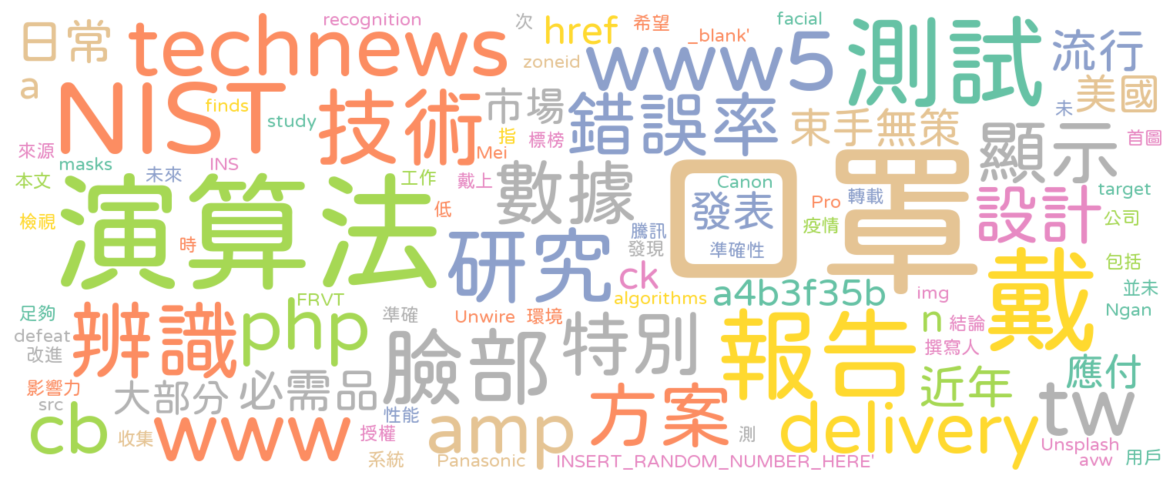 recognition
次
希望
facial
日常
technews
href
_blank'
www5
測試
流行
zoneid
a
NIST
finds
技術
市場
錯誤率
束手無策
美國
未
study
指
標榜
顯示
首圖
來源
masks
INS
Mei
本文
未來
工作
戴上
數據
口罩
Canon
發表
Pro
轉載
設計
target
演算法
低
檢視
時
研究
騰訊
發現
準確性
疫情
公司
戴
包括
ck
algorithms
a4b3f35b
img
並未
Ngan
足夠
FRVT
defeat
改進
辨識
php
準確
Unwire
環境
臉部
特別
報告
n
結論
撰寫人
影響力
src
大部分
必需品
性能
方案
近年
應付
tw
cb
收集
www
授權
系統
amp
Panasonic
INSERT_RANDOM_NUMBER_HERE'
測
delivery
Unsplash
avw
用戶